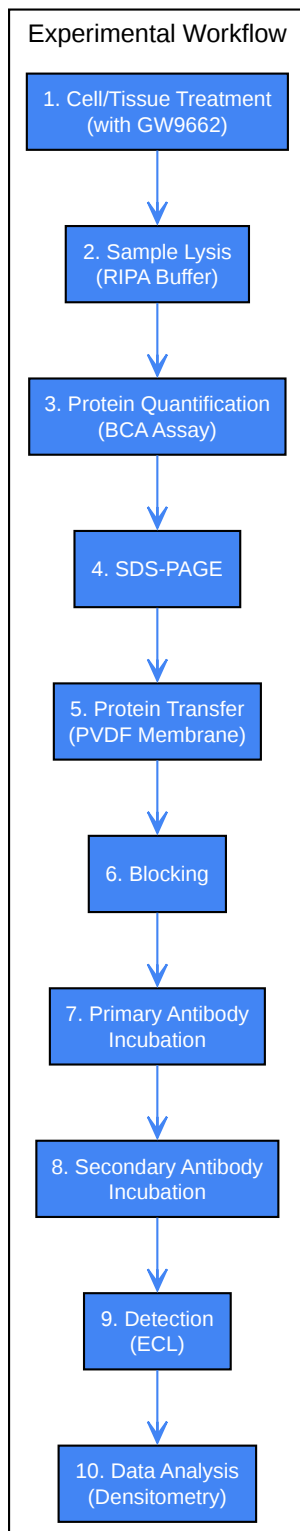 Experimental Workflow
1. Cell/Tissue Treatment
(with GW9662)
2. Sample Lysis
(RIPA Buffer)
3. Protein Quantification
(BCA Assay)
4. SDS-PAGE
5. Protein Transfer
(PVDF Membrane)
6. Blocking
7. Primary Antibody
Incubation
8. Secondary Antibody
Incubation
9. Detection
(ECL)
10. Data Analysis
(Densitometry)